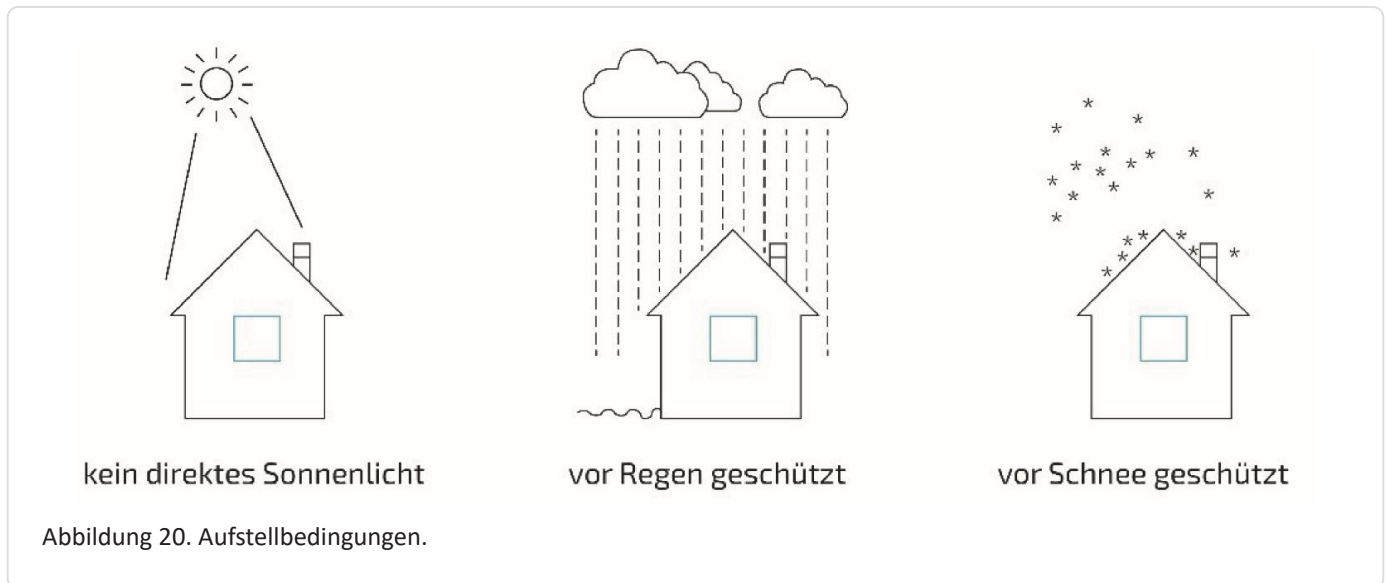 kein direktes Sonnenlicht
vor Regen geschützt
vor Schnee geschützt
Abbildung 20. Aufstellbedingungen.